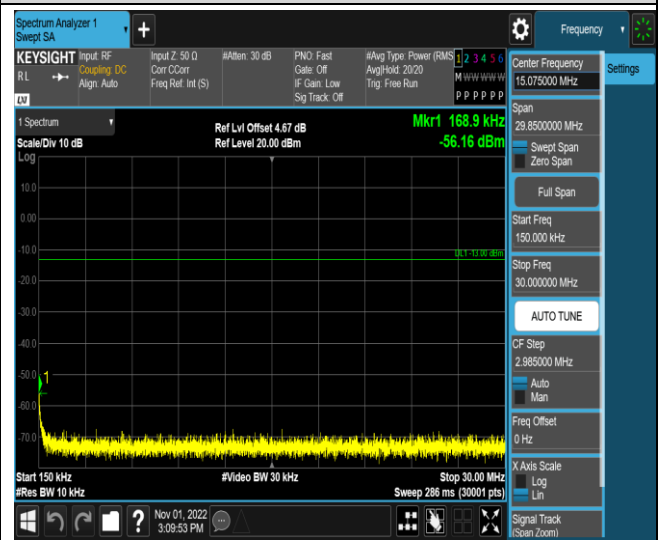 Spectrum Analyzer 1
Swept SA
+
Frequency
KEYSIGHT
RL
LXI
Input: RF
Coupling: DC
Align: Auto
Input Z: 50 Ω
Corr CCorr
Freq Ref: Int (S)
#Atten: 30 dB
PNO: Fast
Gate: Off
IF Gain: Low
Sig Track: Off
#Avg Type: Power (RMS
Avg|Hold: 20/20
Trig: Free Run
1 2 3 4 5 6
M W W W W W
P P P P P P
1 Spectrum
Scale/Div 10 dB
Log
Ref Lvl Offset 4.67 dB
Ref Level 20.00 dBm
Mkr1 168.9 kHz
-56.16 dBm
10.0
0.00
-10.0
DL1 -13.00 dBm
-20.0
-30.0
-40.0
-50.0
1
-60.0
-70.0
Start 150 kHz
#Res BW 10 kHz
#Video BW 30 kHz
Stop 30.00 MHz
Sweep 286 ms (30001 pts)
Nov 01, 2022
3:09:53 PM
?
Center Frequency
15.075000 MHz
Settings
Span
29.8500000 MHz
Swept Span
Zero Span
Full Span
Start Freq
150.000 kHz
Stop Freq
30.000000 MHz
AUTO TUNE
CF Step
2.985000 MHz
Auto
Man
Freq Offset
0 Hz
X Axis Scale
Log
Lin
Signal Track
(Span Zoom)